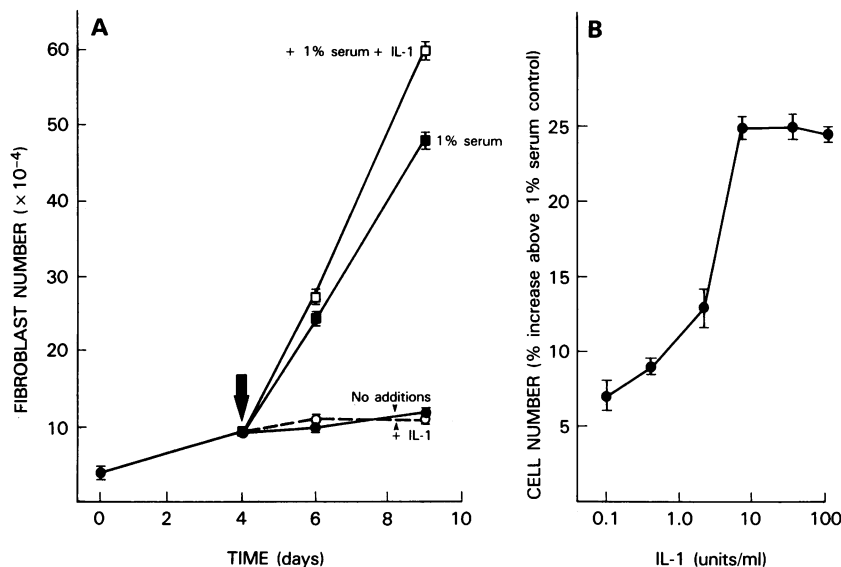 A
FIBROBLAST NUMBER (× 10⁻⁴)
60
50
40
30
20
10
+ 1% serum + IL-1
1% serum
No additions
+ IL-1
0
2
4
6
8
10
TIME (days)
B
CELL NUMBER (% increase above 1% serum control)
25
20
15
10
5
0.1
1.0
10
100
IL-1 (units/ml)